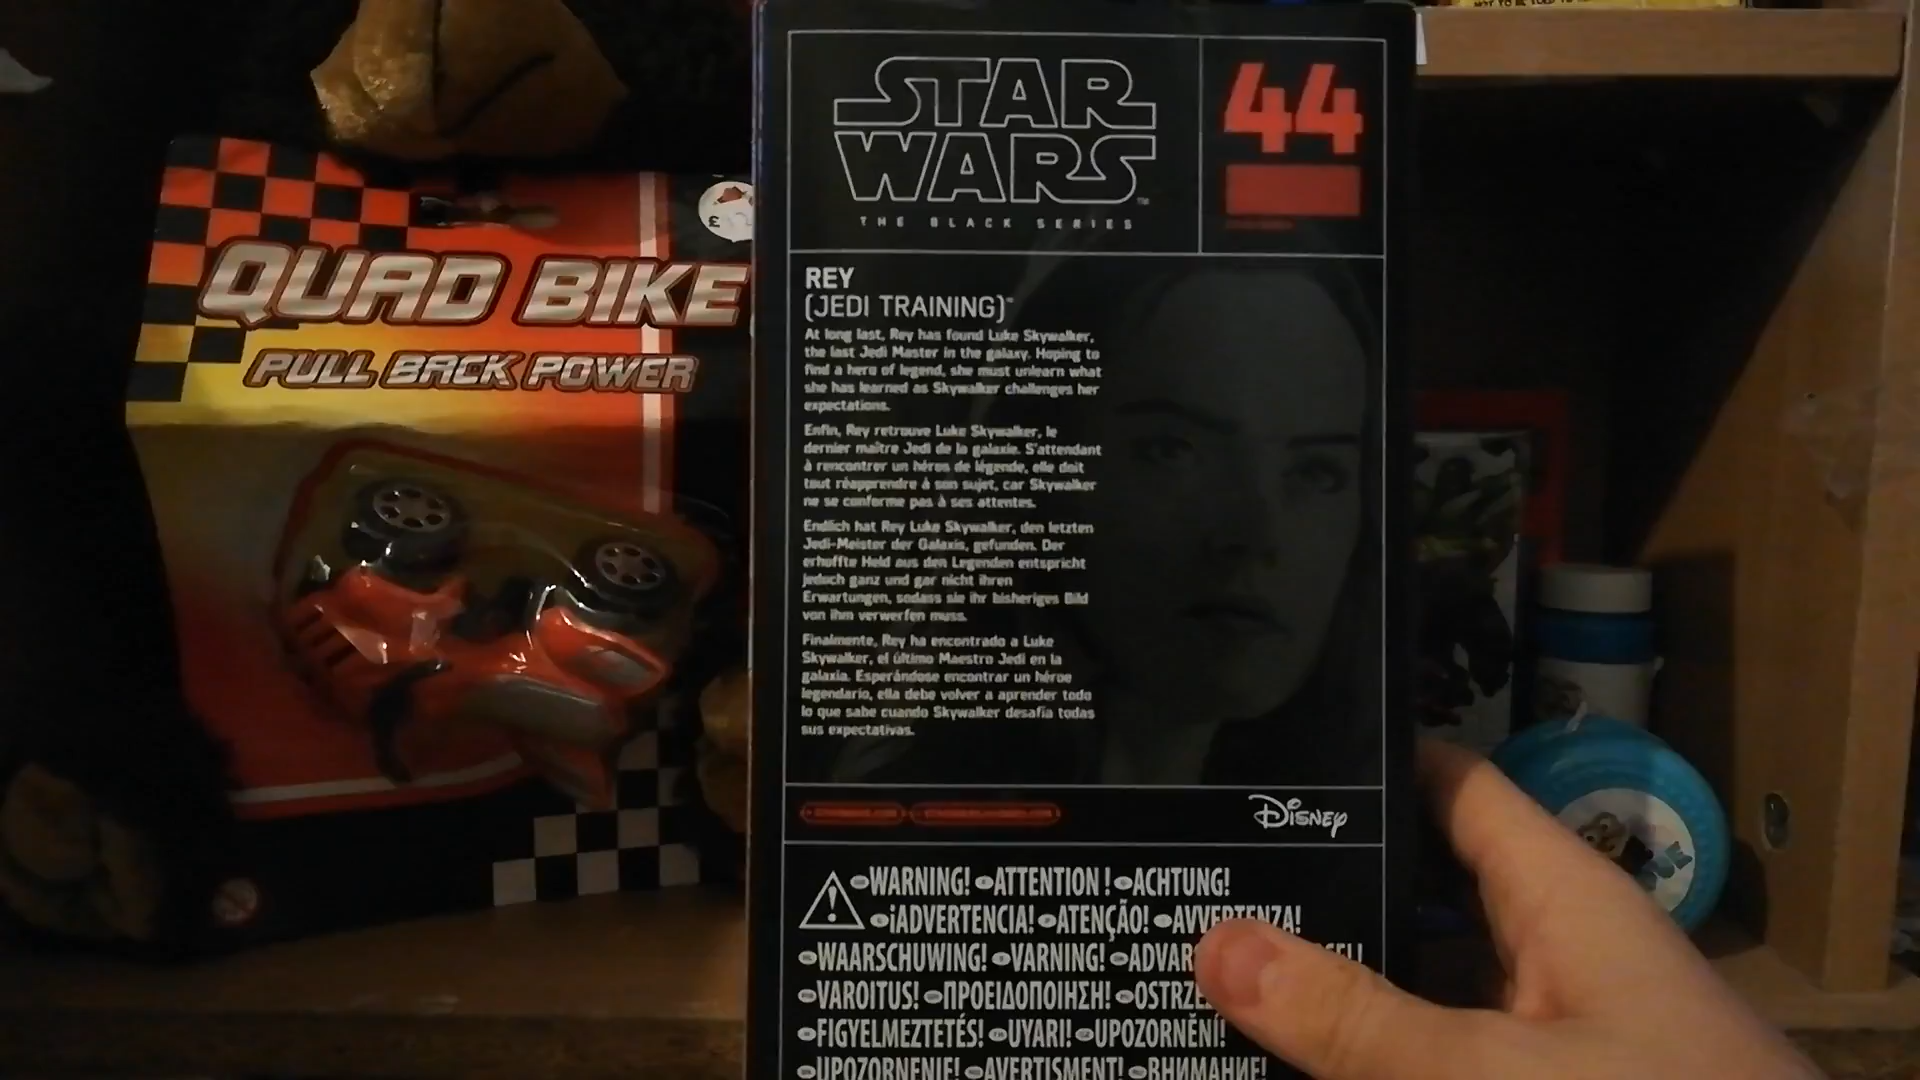 STAR
WARS
THE BLACK SERIES
44
REY
(JEDI TRAINING)
At long last, Rey has found Luke Skywalker,
the last Jedi Master in the galaxy. Hoping to
find a hero of legend, she must unlearn what
she has learned as Skywalker challenges her
expectations.
Enfin, Rey retrouve Luke Skywalker, le
dernier maître Jedi de la galaxie. S'attendant
à rencontrer un héros de légende, elle doit
tout réapprendre à son sujet, car Skywalker
ne se conforme pas à ses attentes.
Endlich hat Rey Luke Skywalker, den letzten
Jedi-Meister der Galaxis, gefunden. Der
erhoffte Held aus den Legenden entspricht
jedoch ganz und gar nicht ihren
Erwartungen, sodass sie ihr bisheriges Bild
von ihm verwerfen muss.
Finalmente, Rey ha encontrado a Luke
Skywalker, el último Maestro Jedi en la
galaxia. Esperándose encontrar un héroe
legendario, ella debe volver a aprender todo
lo que sabe cuando Skywalker desafía todas
sus expectativas.
Disney
WARNING! ATTENTION ! ACHTUNG!
¡ADVERTENCIA! ATENÇÃO! AVVERTENZA!
WAARSCHUWING! VARNING!
VAROITUS! ΠΡΟΕΙΔΟΠΟΙΗΣΗ!
FIGYELMEZTETÉS! UYARI! UPOZORNĚNÍ!
UPOZORNENIE! AVERTISMENT! ВНИМАНИЕ!
QUAD BIKE
PULL BACK POWER